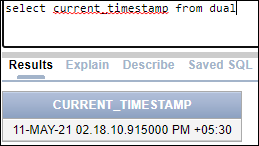 select current_timestamp from dual
Results Explain Describe Saved SQL
CURRENT_TIMESTAMP
11-MAY-21 02.18.10.915000 PM +05:30